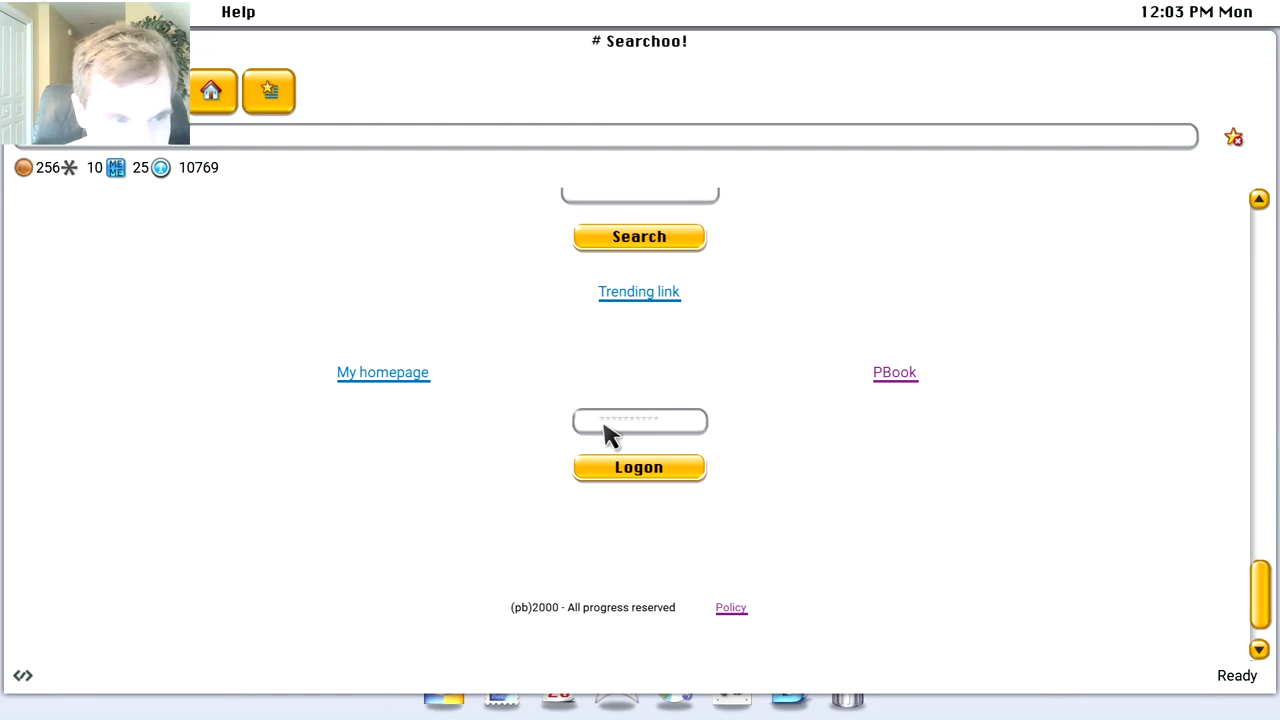 Help
12:03 PM Mon
# Searchoo!
256 10 MEME 25 10769
Search
Trending link
My homepage
PBook
**********
Logon
(pb)2000 - All progress reserved Policy
Ready